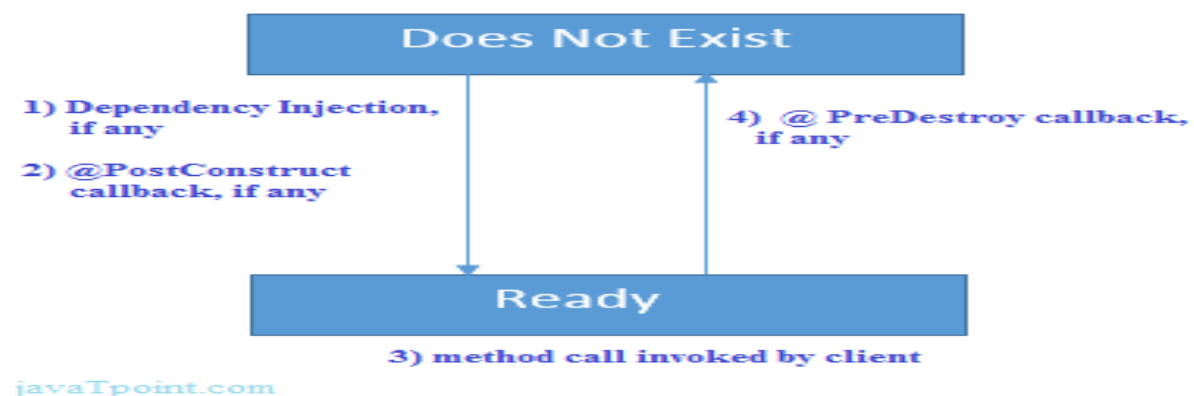 Does Not Exist
1) Dependency Injection,
if any
2) @PostConstruct
callback, if any
4) @ PreDestroy callback,
if any
Ready
3) method call invoked by client
javaTpoint.com